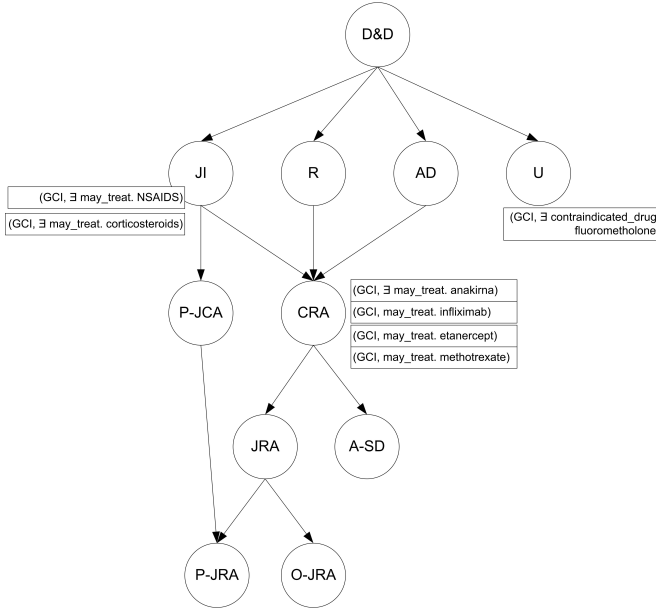 D&D
JI
R
AD
U
(GCI, ∃ may_treat. NSAIDS)
(GCI, ∃ may_treat. corticosteroids)
(GCI, ∃ contraindicated_drug
fluorometholone
P-JCA
CRA
(GCI, ∃ may_treat. anakirna)
(GCI, may_treat. infliximab)
(GCI, may_treat. etanercept)
(GCI, may_treat. methotrexate)
JRA
A-SD
P-JRA
O-JRA